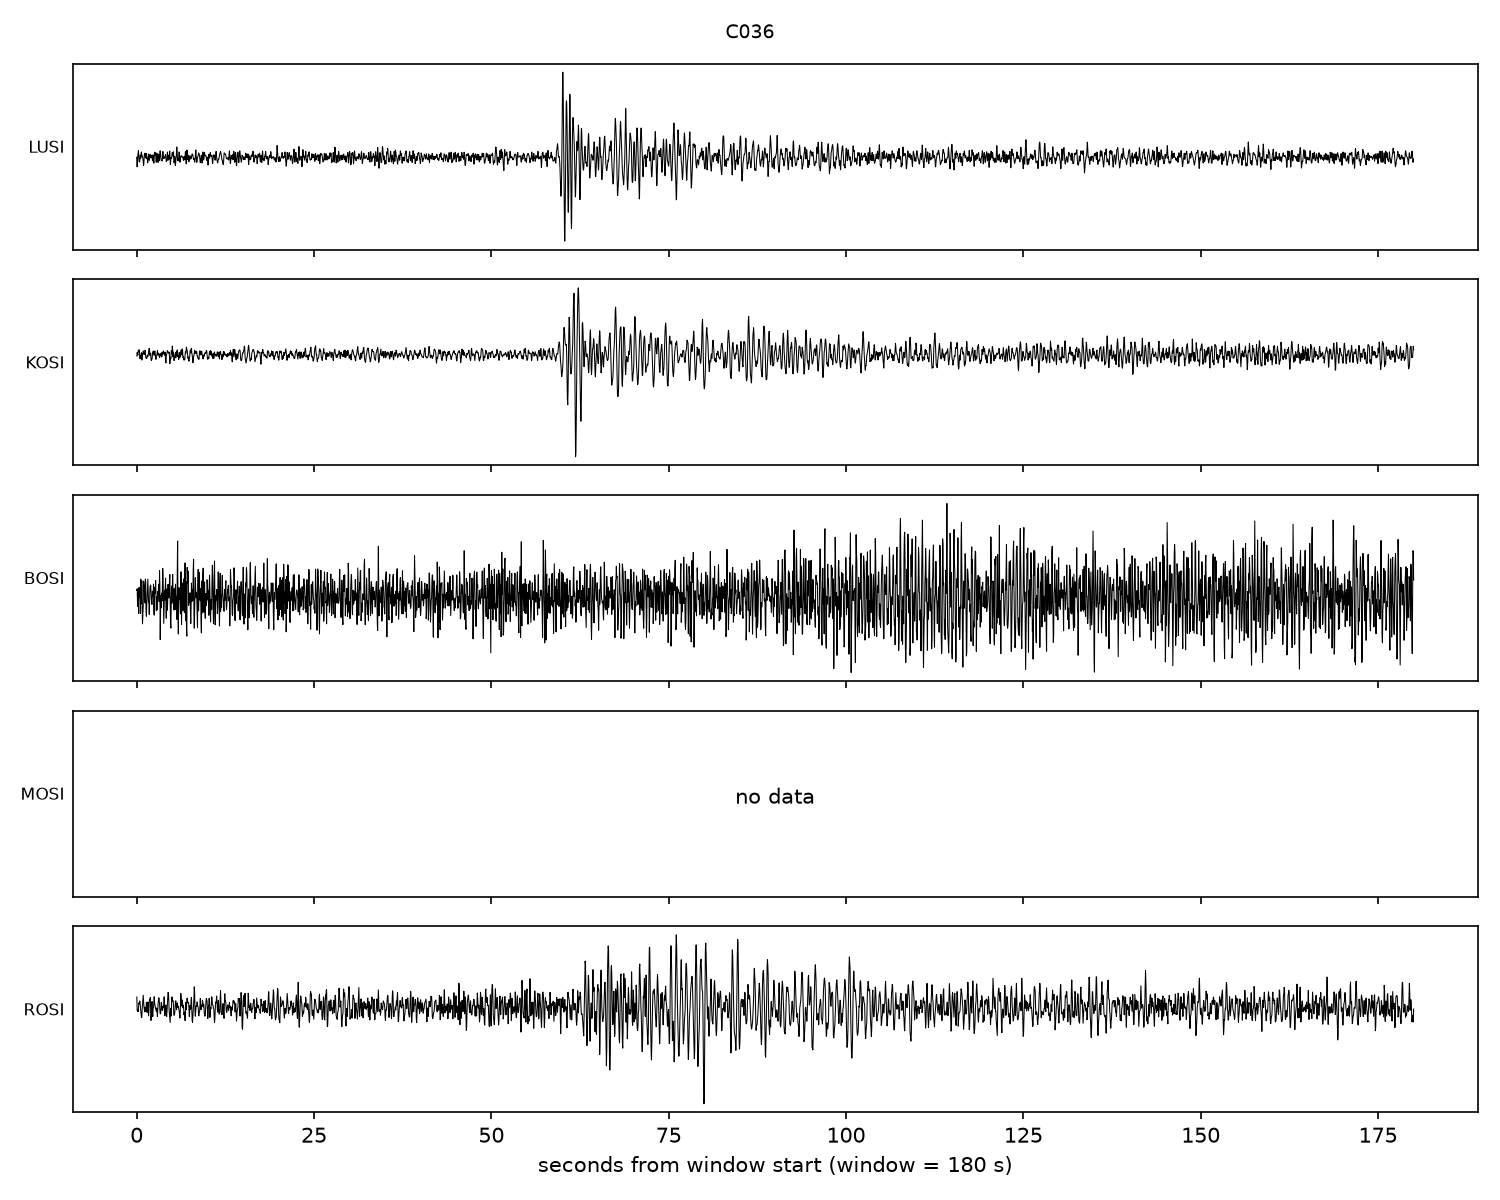 C036
LUSI
KOSI
BOSI
MOSI
no data
ROSI
0 25 50 75 100 125 150 175
seconds from window start (window = 180 s)